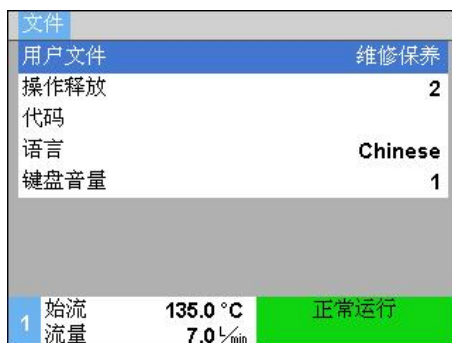 文件
用户文件 维修保养
操作释放 2
代码
语言 Chinese
键盘音量 1
1 始流 135.0 °C 正常运行
流量 7.0 L/min